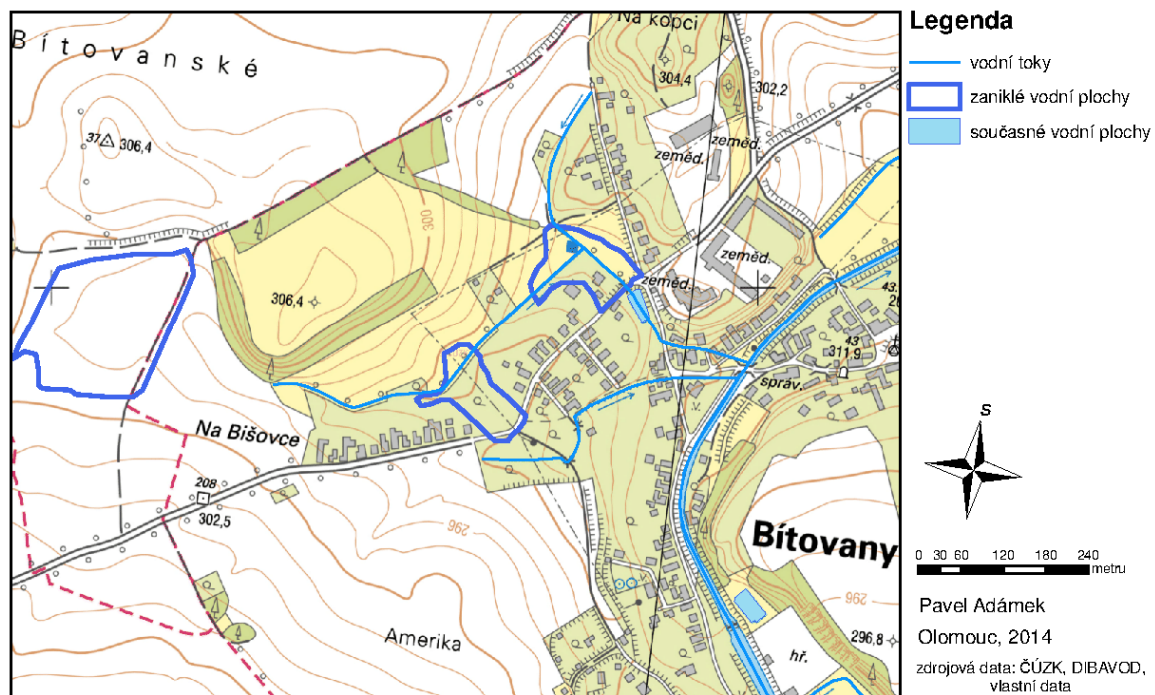 Bítovanské
Na kopci
304,4
302,2
37 306,4
zeměd.
zeměd.
300
zeměd.
zeměd.
306,4
43
311,9
správ.
Na Bišovce
208
302,5
296
Bítovany
296
Amerika
296,8
hř.
Legenda
vodní toky
zaniklé vodní plochy
současné vodní plochy
S
0 30 60 120 180 240
metru
Pavel Adámek
Olomouc, 2014
zdrojová data: ČÚZK, DIBAVOD,
vlastní data